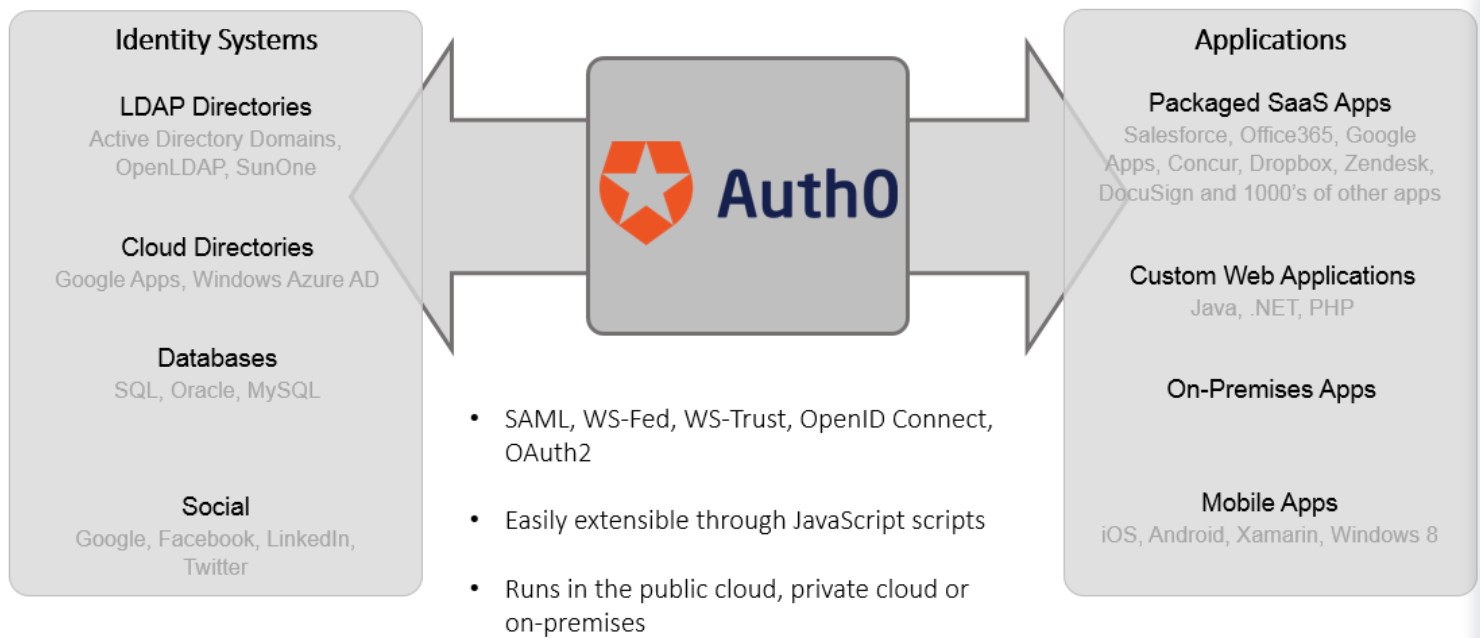 Identity Systems
LDAP Directories
Active Directory Domains,
OpenLDAP, SunOne
Cloud Directories
Google Apps, Windows Azure AD
Databases
SQL, Oracle, MySQL
Social
Google, Facebook, LinkedIn,
Twitter
Auth0
• SAML, WS-Fed, WS-Trust, OpenID Connect,
OAuth2
• Easily extensible through JavaScript scripts
• Runs in the public cloud, private cloud or
on-premises
Applications
Packaged SaaS Apps
Salesforce, Office365, Google
Apps, Concur, Dropbox, Zendesk,
DocuSign and 1000's of other apps
Custom Web Applications
Java, .NET, PHP
On-Premises Apps
Mobile Apps
iOS, Android, Xamarin, Windows 8